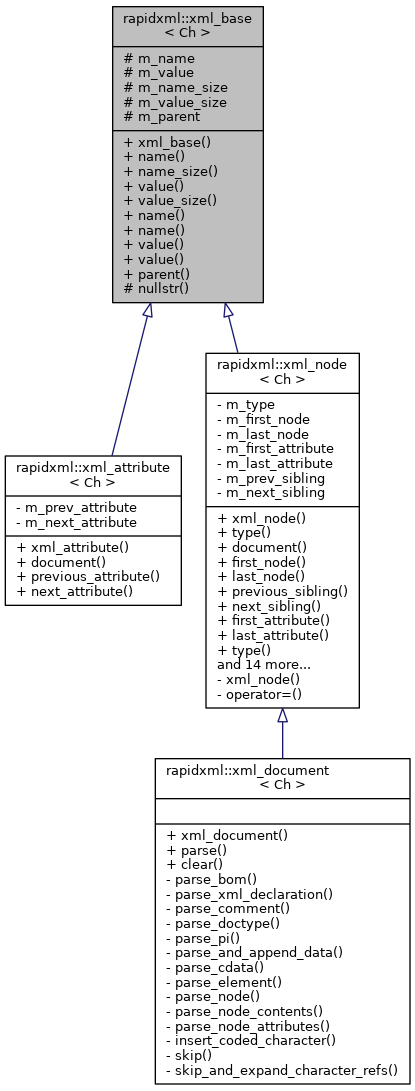 rapidxml::xml_base
< Ch >
# m_name
# m_value
# m_name_size
# m_value_size
# m_parent
+ xml_base()
+ name()
+ name_size()
+ value()
+ value_size()
+ name()
+ name()
+ value()
+ value()
+ parent()
# nullstr()
rapidxml::xml_attribute
< Ch >
- m_prev_attribute
- m_next_attribute
+ xml_attribute()
+ document()
+ previous_attribute()
+ next_attribute()
rapidxml::xml_node
< Ch >
- m_type
- m_first_node
- m_last_node
- m_first_attribute
- m_last_attribute
- m_prev_sibling
- m_next_sibling
+ xml_node()
+ type()
+ document()
+ first_node()
+ last_node()
+ previous_sibling()
+ next_sibling()
+ first_attribute()
+ last_attribute()
+ type()
and 14 more...
- xml_node()
- operator=()
rapidxml::xml_document
< Ch >
+ xml_document()
+ parse()
+ clear()
- parse_bom()
- parse_xml_declaration()
- parse_comment()
- parse_doctype()
- parse_pi()
- parse_and_append_data()
- parse_cdata()
- parse_element()
- parse_node()
- parse_node_contents()
- parse_node_attributes()
- insert_coded_character()
- skip()
- skip_and_expand_character_refs()